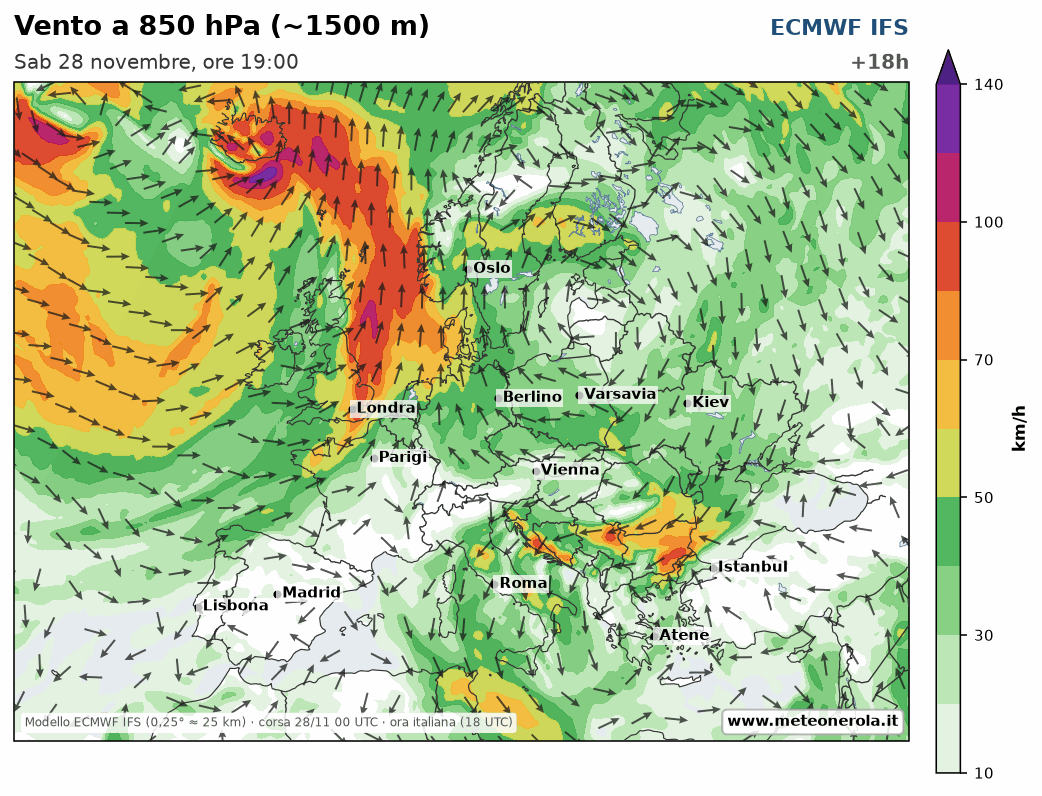 Vento a 850 hPa (~1500 m)
ECMWF IFS
Sab 28 novembre, ore 19:00
+18h
140
100
70
50
30
10
km/h
Oslo
Berlino
Varsavia
Kiev
Londra
Parigi
Vienna
Istanbul
Roma
Madrid
Lisbona
Atene
Modello ECMWF IFS (0,25° ≈ 25 km) · corsa 28/11 00 UTC · ora italiana (18 UTC)
www.meteonerola.it